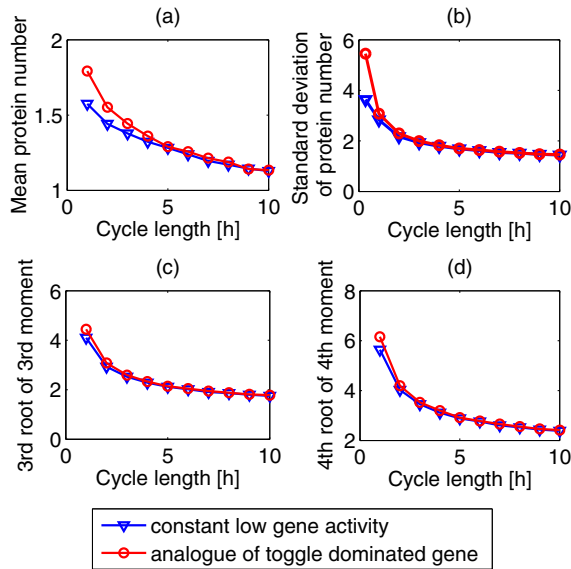 (a)
Mean protein number
2
1.5
1
0
5
10
Cycle length [h]
(b)
Standard deviation
of protein number
6
4
2
0
0
5
10
Cycle length [h]
(c)
3rd root of 3rd moment
6
4
2
0
0
5
10
Cycle length [h]
(d)
4th root of 4th moment
8
6
4
2
0
5
10
Cycle length [h]
constant low gene activity
analogue of toggle dominated gene